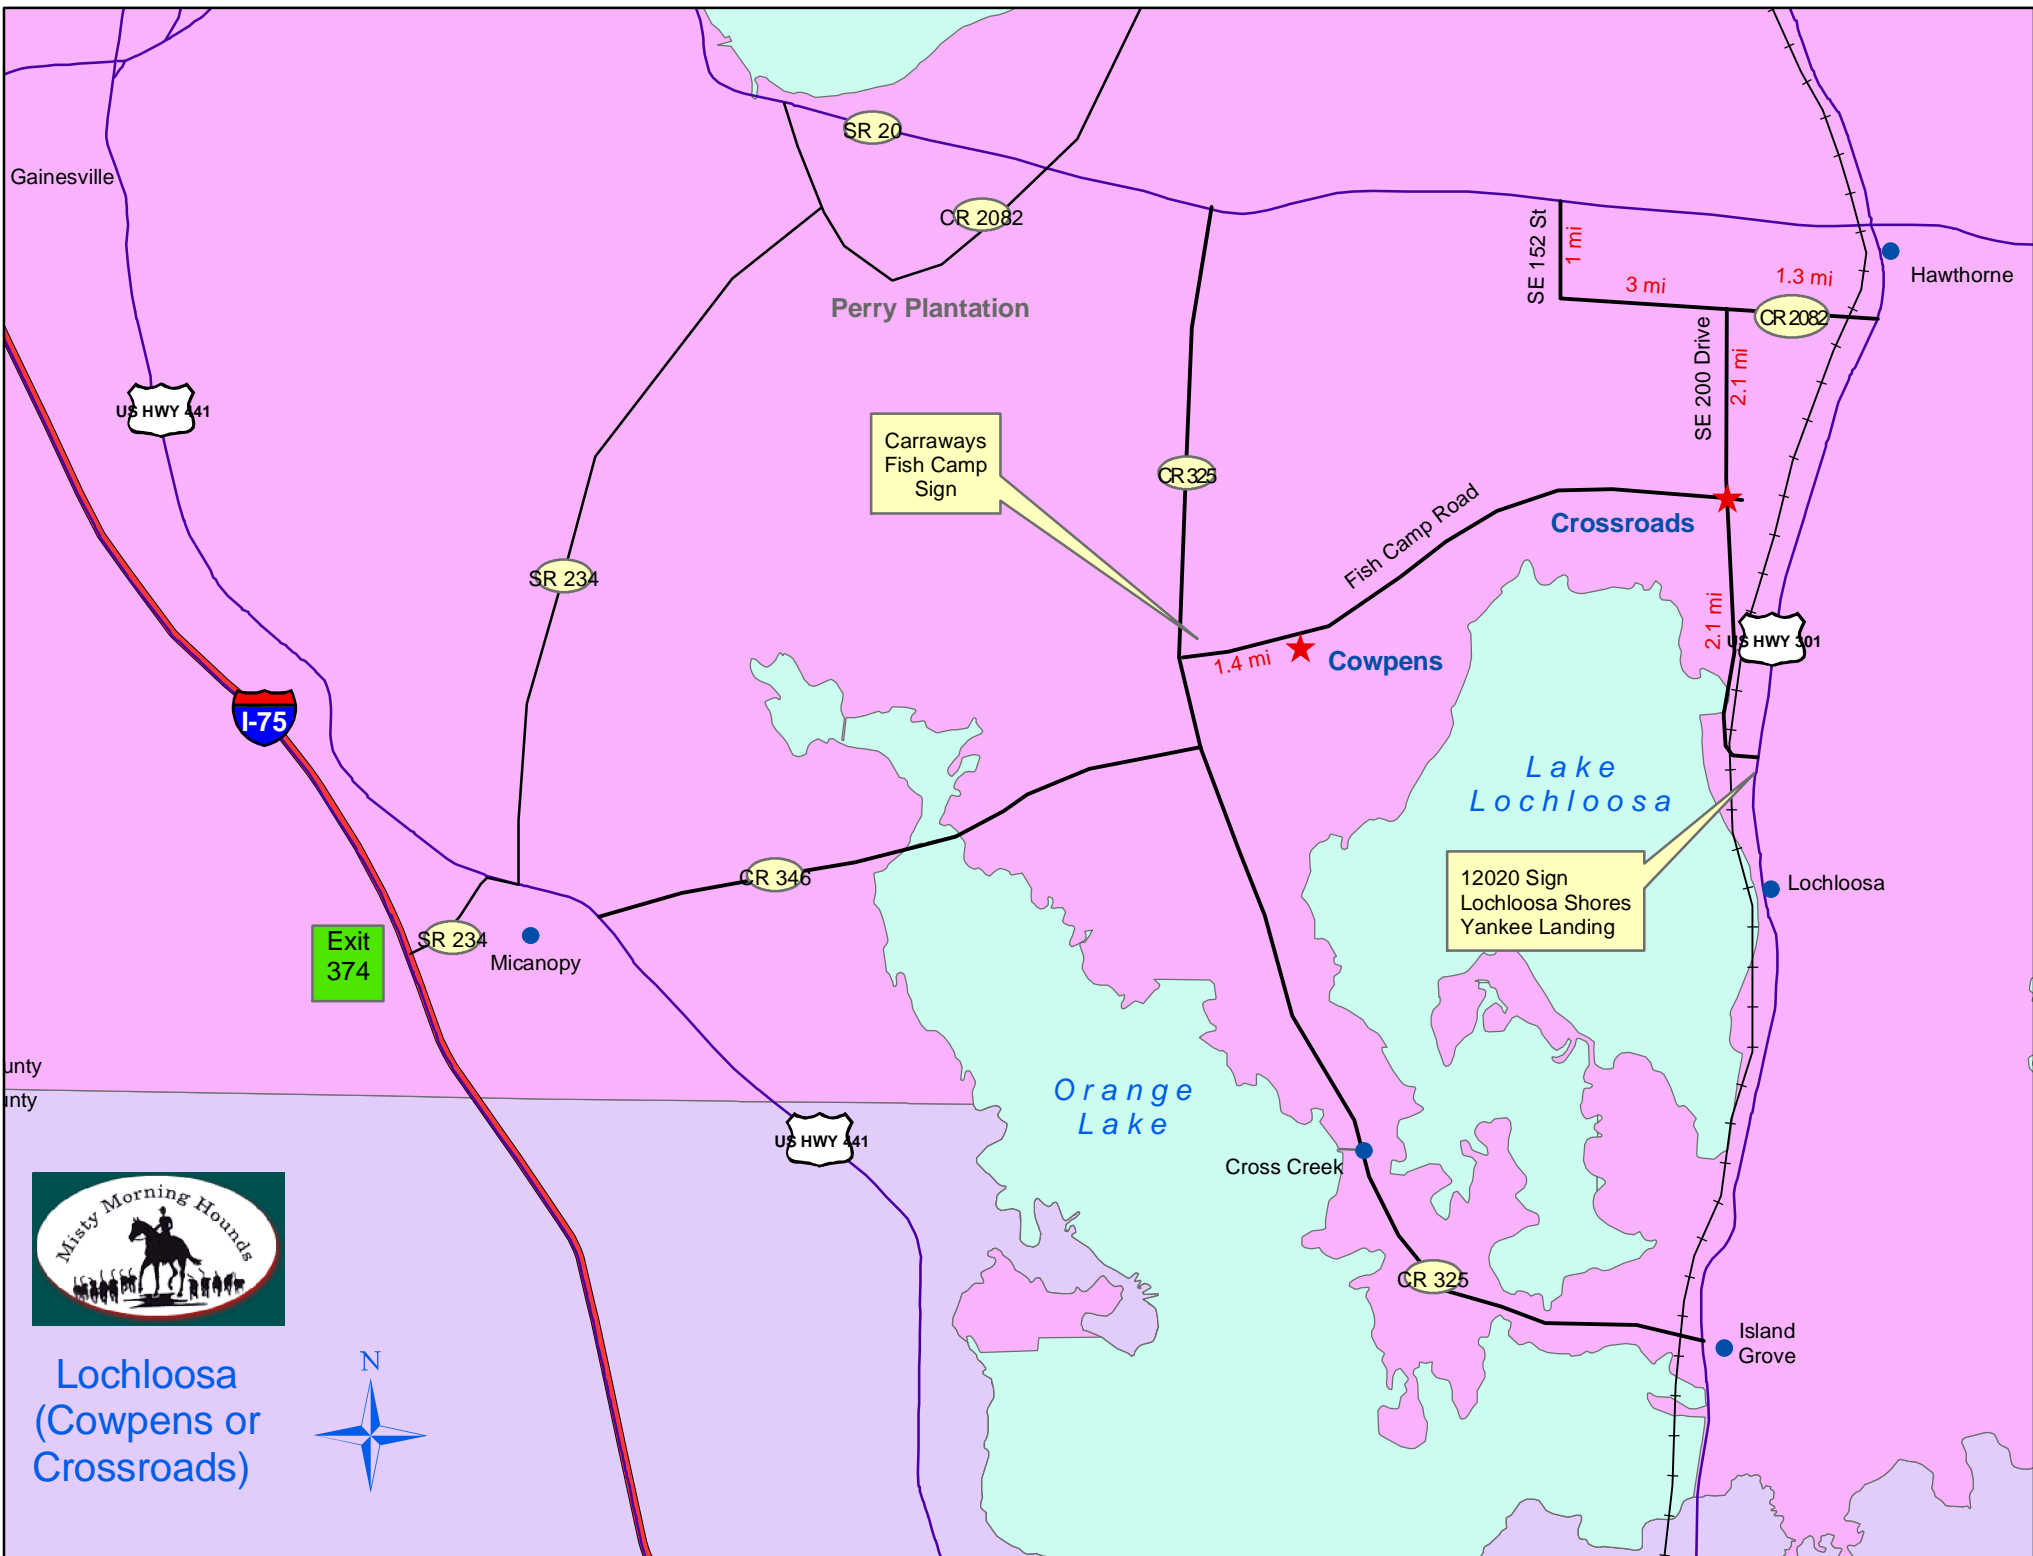 SR 20
Gainesville
CR 2082
SE 152 St
1 mi
Hawthorne
3 mi
1.3 mi
Perry Plantation
CR 2082
SE 200 Drive
2.1 mi
US HWY 441
Carraways
Fish Camp
Sign
CR 325
Fish Camp Road
Crossroads
SR 234
2.1 mi
US HWY 301
1.4 mi
Cowpens
I-75
Lake
Lochloosa
CR 346
12020 Sign
Lochloosa Shores
Yankee Landing
Lochloosa
Exit
374
SR 234
Micanopy
unty
unty
Orange
Lake
US HWY 441
Cross Creek
Misty Morning Hounds
CR 325
Island
Grove
N
Lochloosa
(Cowpens or
Crossroads)